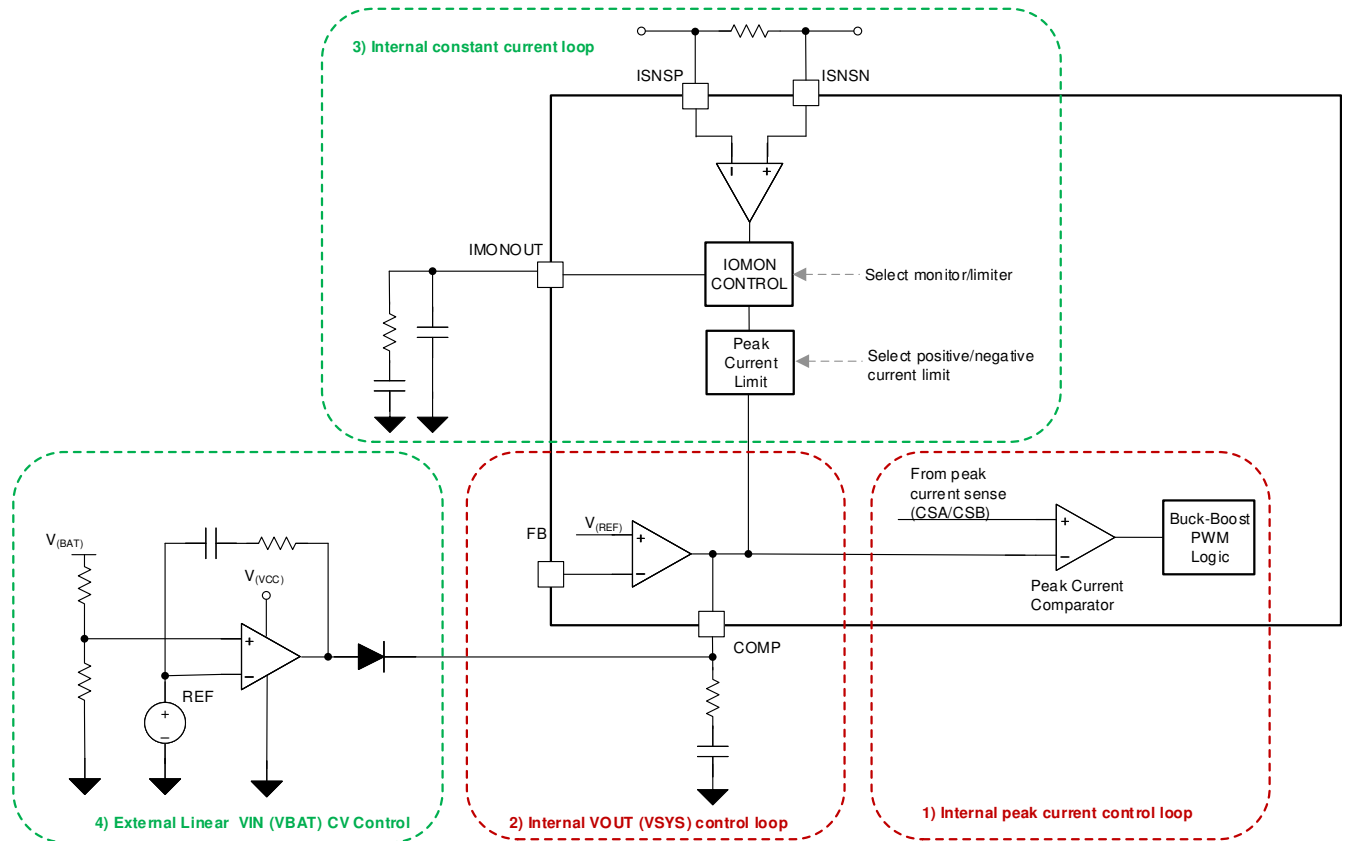 3) Internal constant current loop
ISNSP
ISNSN
IMONOUT
IOMON
CONTROL
Select monitor/limiter
Peak
Current
Limit
Select positive/negative
current limit
From peak
current sense
(CSA/CSB)
FB
V(REF)
+
−
+
−
Buck-Boost
PWM
Logic
Peak Current
Comparator
V(BAT)
V(VCC)
+
−
REF
+
−
COMP
4) External Linear VIN (VBAT) CV Control
2) Internal VOUT (VSYS) control loop
1) Internal peak current control loop